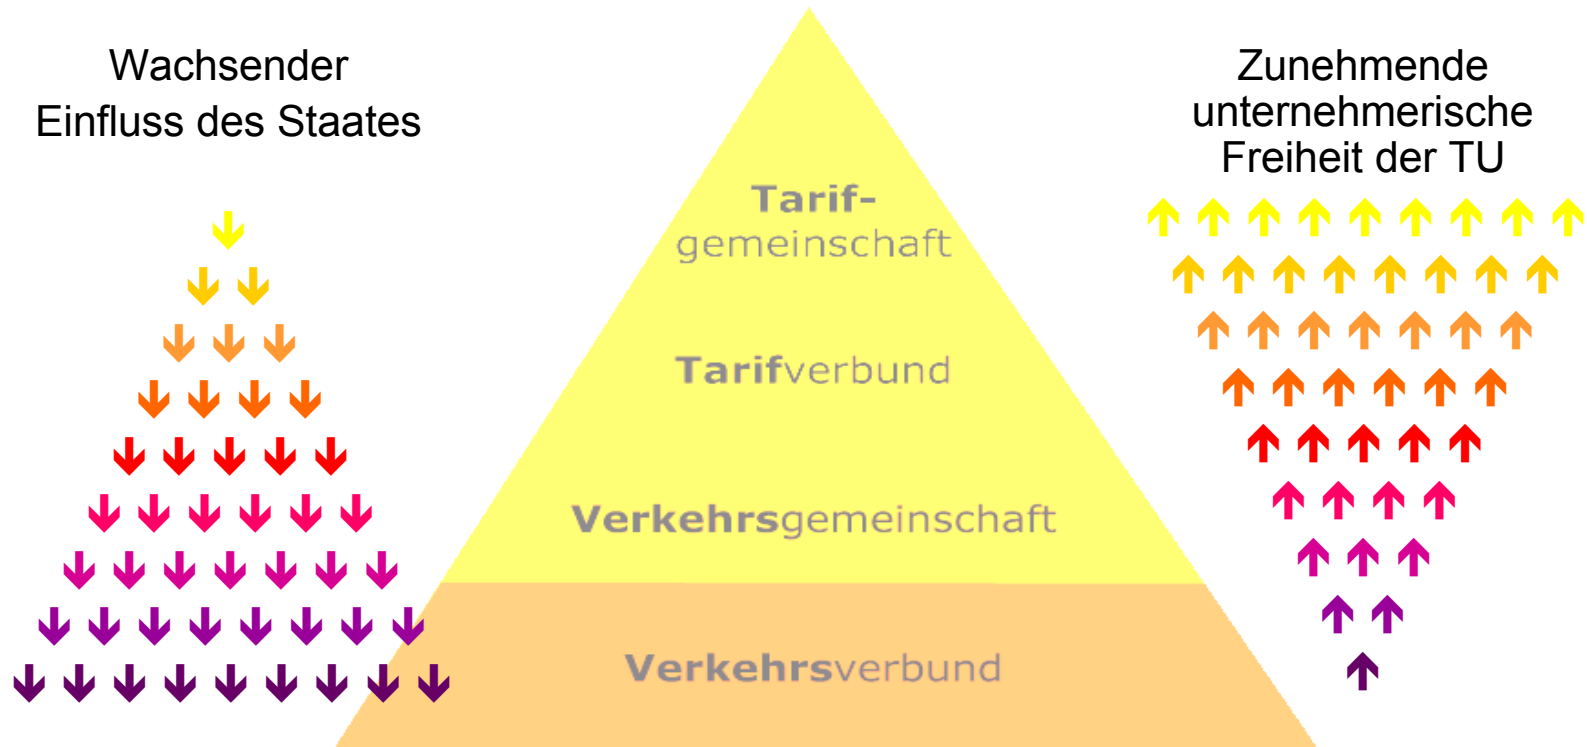 Wachsender
Einfluss des Staates
Tarif-
gemeinschaft
Tarifverbund
Verkehrsgemeinschaft
Verkehrsverbund
Zunehmende
unternehmerische
Freiheit der TU